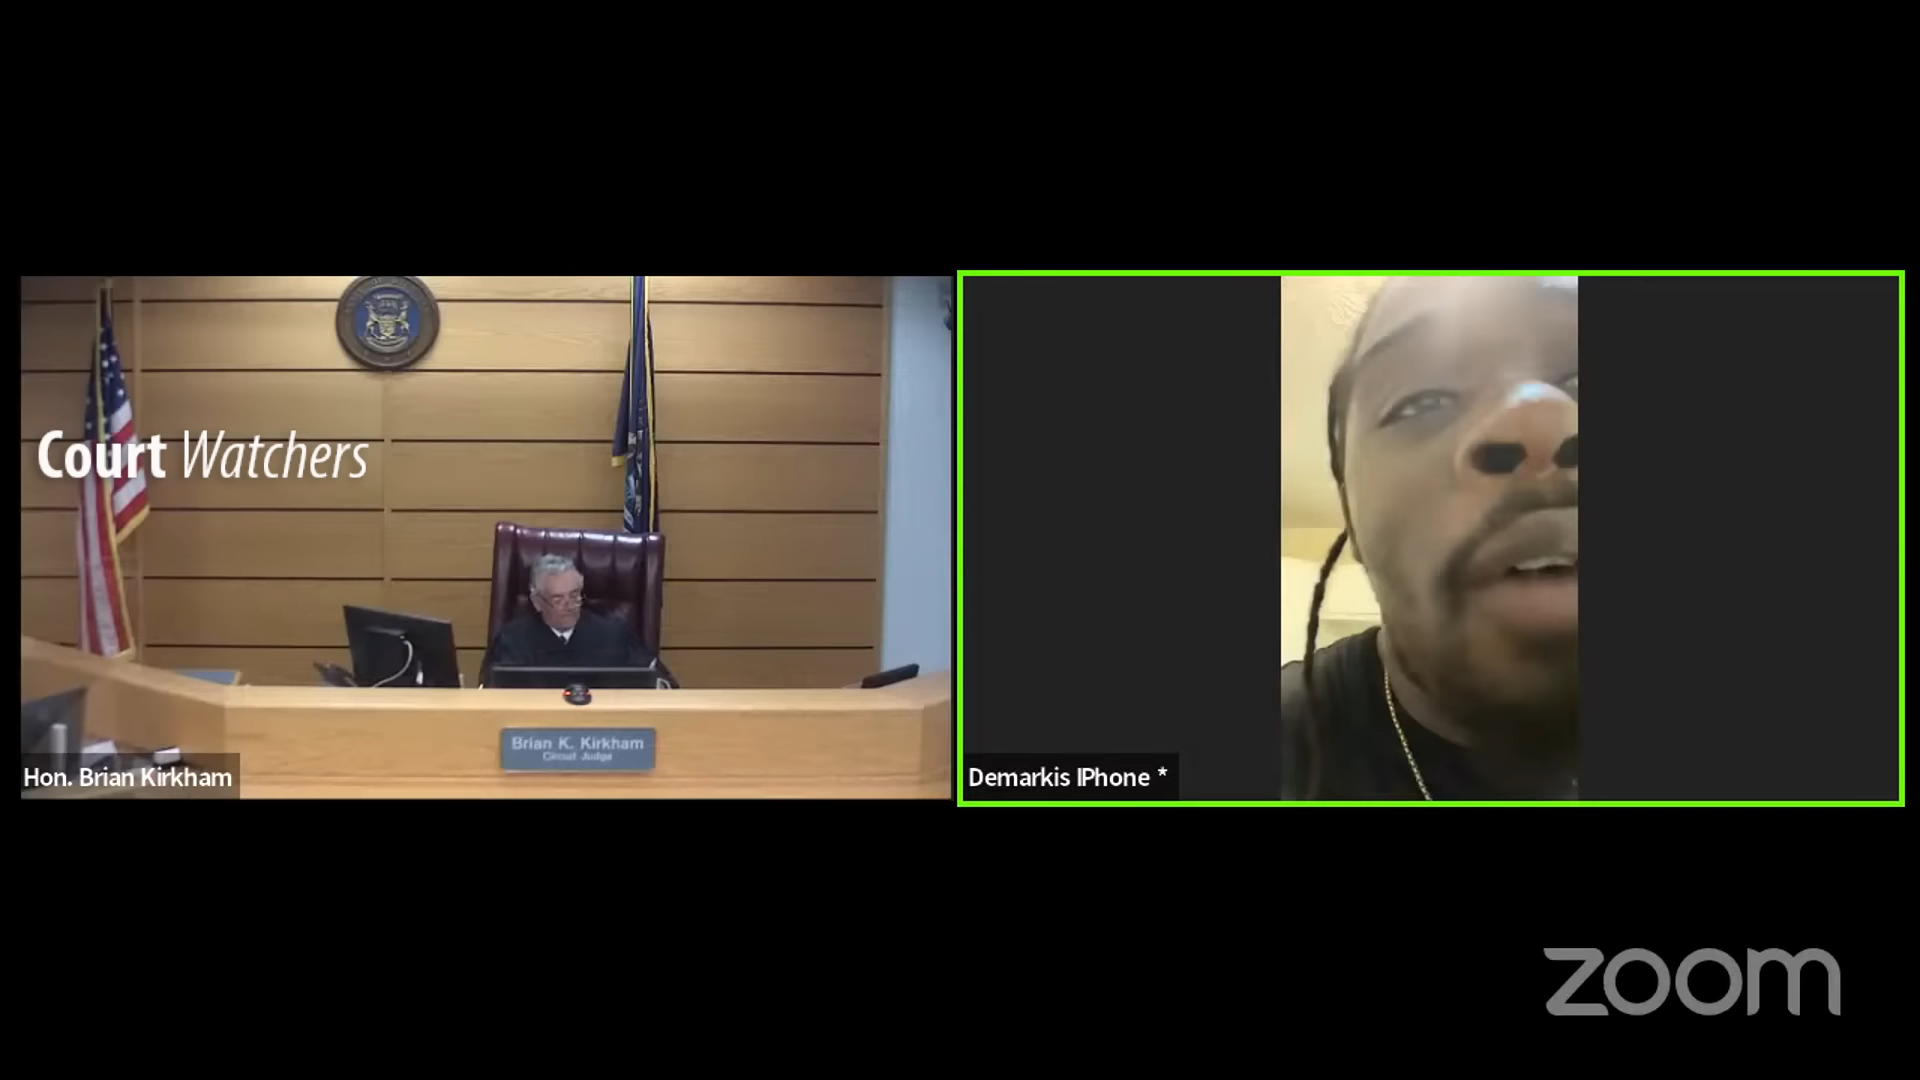 Court Watchers
Brian K. Kirkham
Circuit Judge
Hon. Brian Kirkham
Demarkis IPhone *
zoom